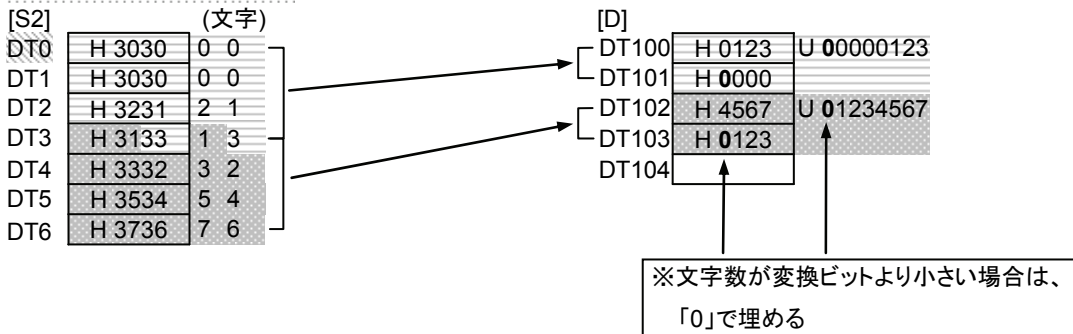 [S2] (文字) [D]
DT0 H 3030 0 0 DT100 H 0123 U 00000123
DT1 H 3030 0 0 DT101 H 0000
DT2 H 3231 2 1 DT102 H 4567 U 01234567
DT3 H 3133 1 3 DT103 H 0123
DT4 H 3332 3 2 DT104
DT5 H 3534 5 4
DT6 H 3736 7 6
※文字数が変換ビットより小さい場合は、
「0」で埋める